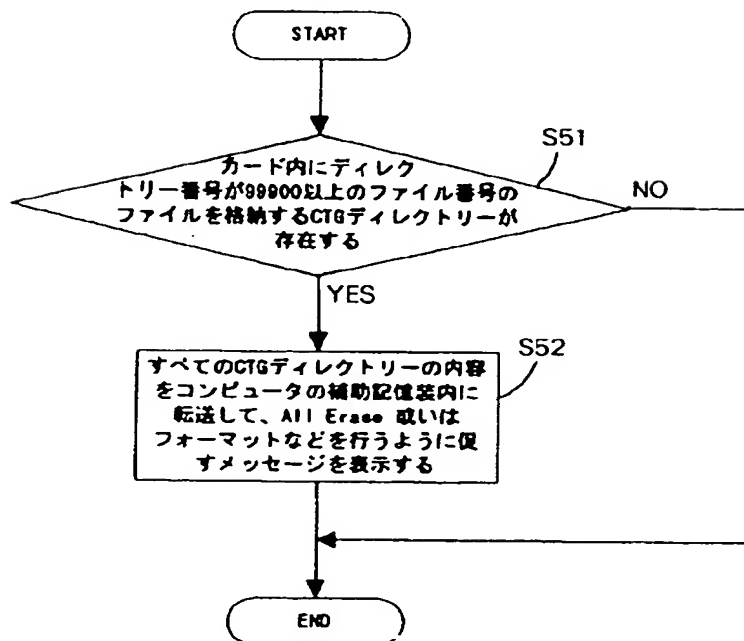 START
S51
カード内にディレク
トリー番号が99900以上のファイル番号の
ファイルを格納するCTGディレクトリーが
存在する
NO
YES
S52
すべてのCTGディレクトリーの内容
をコンピュータの補助記憶装内に
転送して、All Erase 或いは
フォーマットなどを行うように促
すメッセージを表示する
END